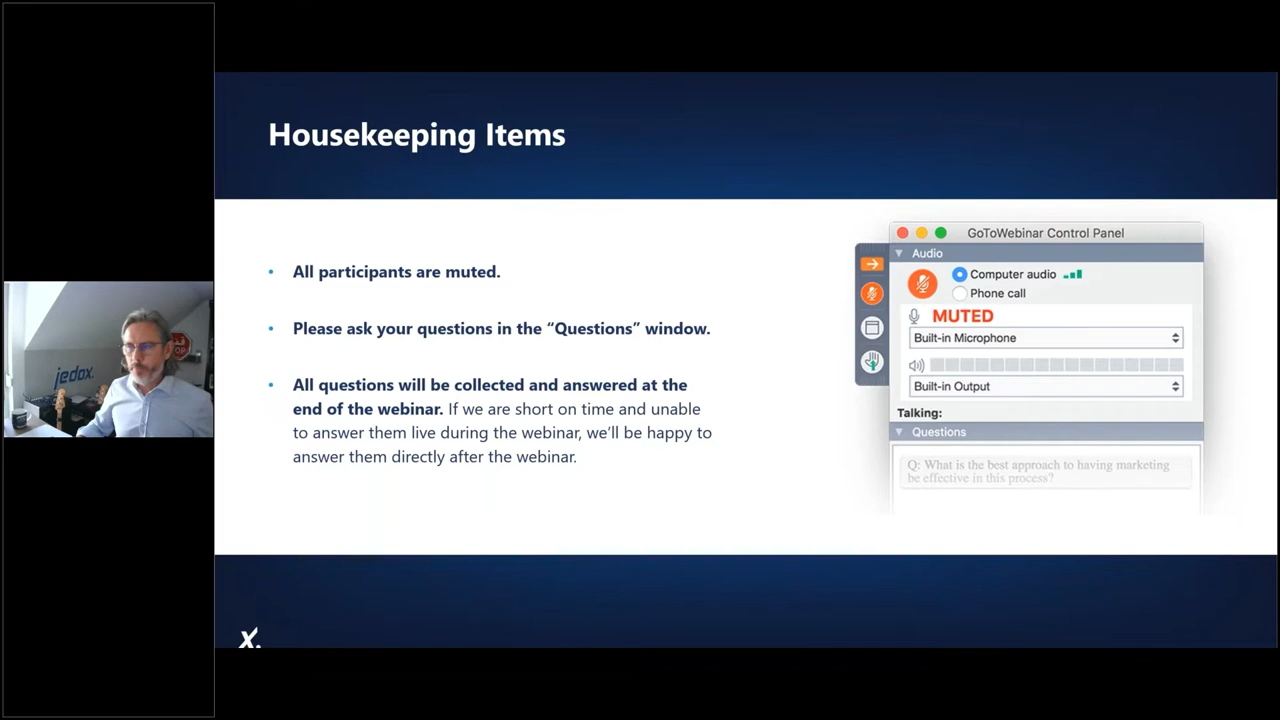 Housekeeping Items
• All participants are muted.
• Please ask your questions in the “Questions” window.
• All questions will be collected and answered at the
end of the webinar. If we are short on time and unable
to answer them live during the webinar, we’ll be happy to
answer them directly after the webinar.
GoToWebinar Control Panel
Audio
Computer audio
Phone call
MUTED
Built-in Microphone
Built-in Output
Talking:
Questions
Q: What is the best approach to having marketing
be effective in this process?
jedox.
STOP
x.